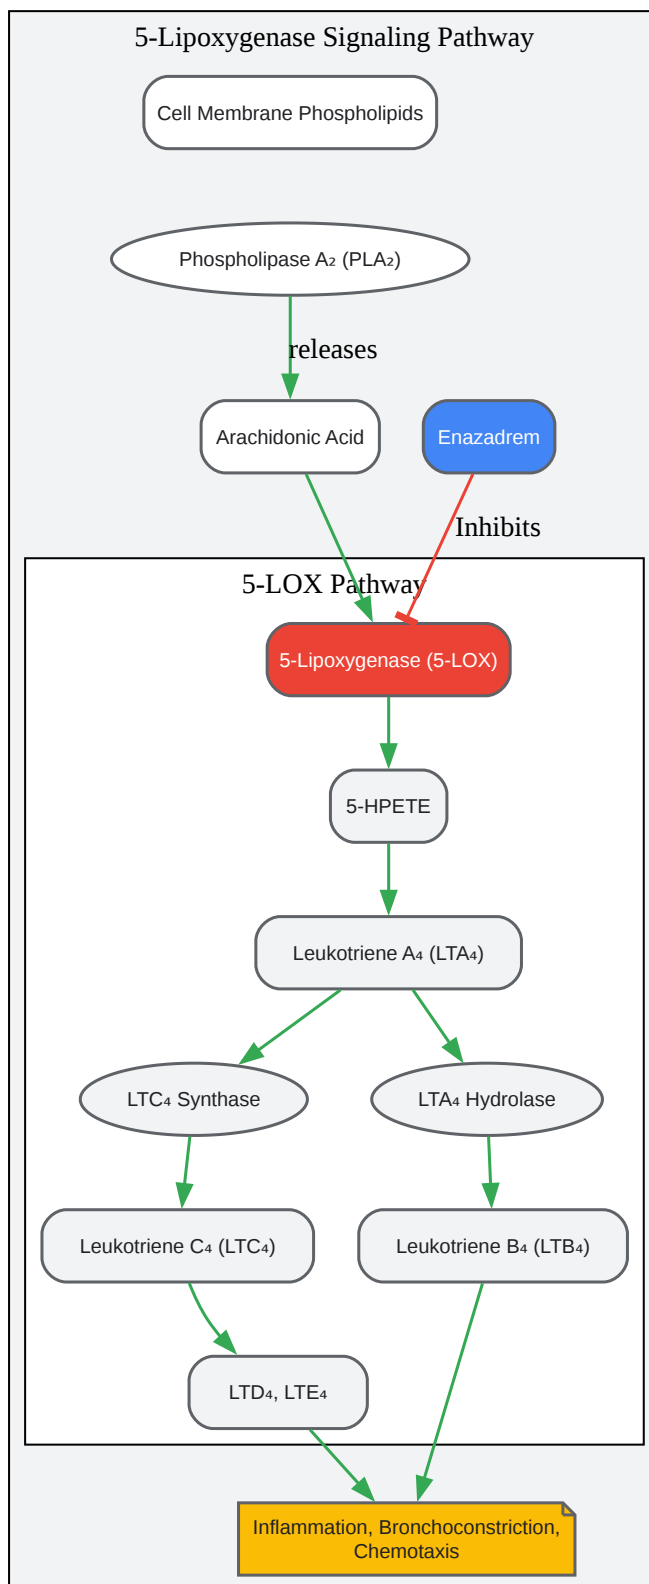 5-Lipoxygenase Signaling Pathway
Cell Membrane Phospholipids
Phospholipase A₂ (PLA₂)
releases
Arachidonic Acid
Enazadrem
Inhibits
5-LOX Pathway
5-Lipoxygenase (5-LOX)
5-HPETE
Leukotriene A₄ (LTA₄)
LTC₄ Synthase
LTA₄ Hydrolase
Leukotriene C₄ (LTC₄)
Leukotriene B₄ (LTB₄)
LTD₄, LTE₄
Inflammation, Bronchoconstriction,
Chemotaxis